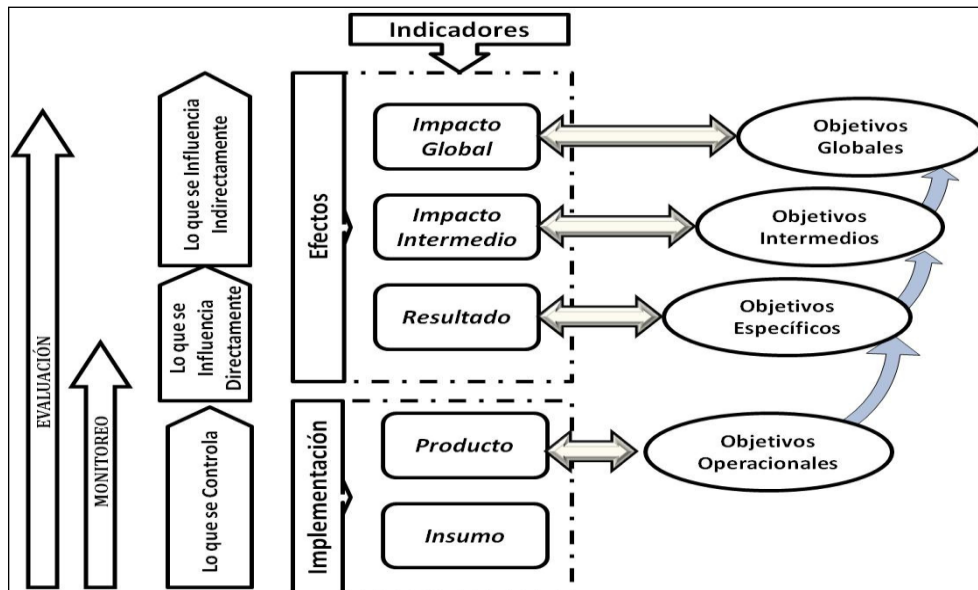 Indicadores
EVALUACIÓN
MONITOREO
Lo que se Influencia
Indirectamente
Lo que se
Influencia
Directamente
Lo que se Controla
Efectos
Implementación
Impacto
Global
Impacto
Intermedio
Resultado
Producto
Insumo
Objetivos
Globales
Objetivos
Intermedios
Objetivos
Específicos
Objetivos
Operacionales